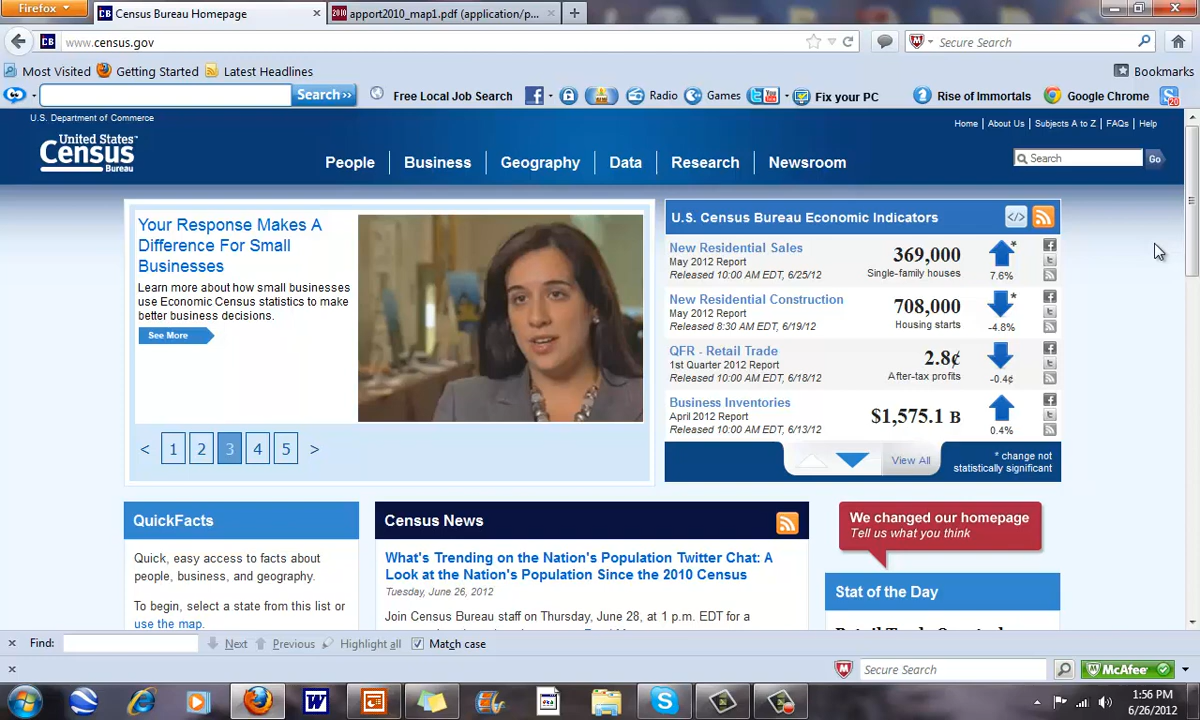 Firefox
Census Bureau Homepage
apport2010_map1.pdf (application/p...
www.census.gov
Secure Search
Most Visited
Getting Started
Latest Headlines
Bookmarks
Search>>
Free Local Job Search
Radio
Games
Fix your PC
Rise of Immortals
Google Chrome
U.S. Department of Commerce
Home | About Us | Subjects A to Z | FAQs | Help
United States
Census
Bureau
People
Business
Geography
Data
Research
Newsroom
Search
Go
Your Response Makes A
Difference For Small
Businesses
Learn more about how small businesses
use Economic Census statistics to make
better business decisions.
See More
< 1 2 3 4 5 >
U.S. Census Bureau Economic Indicators
New Residential Sales
May 2012 Report
Released 10:00 AM EDT, 6/25/12
369,000
Single-family houses
*
7.6%
New Residential Construction
May 2012 Report
Released 8:30 AM EDT, 6/19/12
708,000
Housing starts
*
-4.8%
QFR - Retail Trade
1st Quarter 2012 Report
Released 10:00 AM EDT, 6/18/12
2.8¢
After-tax profits
-0.4¢
Business Inventories
April 2012 Report
Released 10:00 AM EDT, 6/13/12
$1,575.1 B
0.4%
View All
* change not
statistically significant
QuickFacts
Quick, easy access to facts about
people, business, and geography.
To begin, select a state from this list or
use the map.
Census News
What's Trending on the Nation's Population Twitter Chat: A
Look at the Nation's Population Since the 2010 Census
Tuesday, June 26, 2012
Join Census Bureau staff on Thursday, June 28, at 1 p.m. EDT for a
We changed our homepage
Tell us what you think
Stat of the Day
Find:
Next
Previous
Highlight all
Match case
Secure Search
McAfee
1:56 PM
6/26/2012